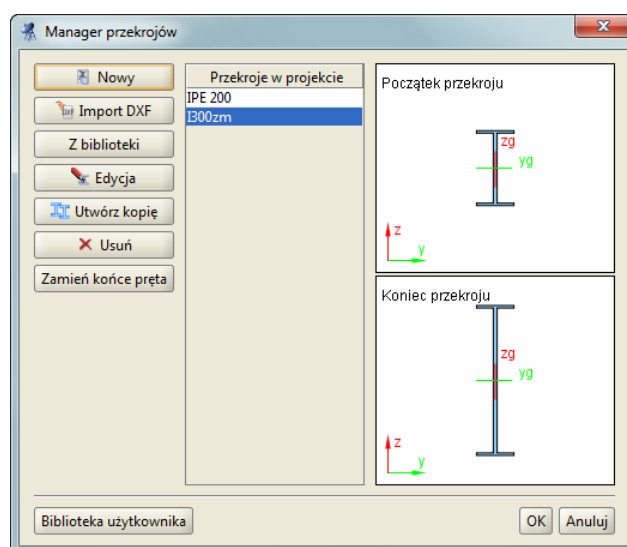 Manager przekrojów
x
Nowy
DXF Import DXF
Z biblioteki
Edycja
Utwórz kopię
Usuń
Zamień końce pręta
Przekroje w projekcie
IPE 200
I300zm
Początek przekroju
zg
yg
z
y
Koniec przekroju
zg
yg
z
y
Biblioteka użytkownika
OK
Anuluj